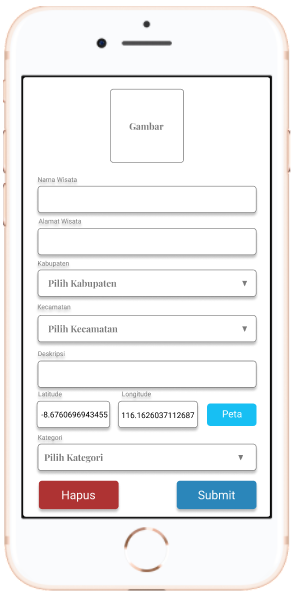 Gambar
Nama Wisata
Alamat Wisata
Kabupaten
Pilih Kabupaten ▼
Kecamatan
Pilih Kecamatan ▼
Deskripsi
Latitude Longitude
-8.6760696943455 116.1626037112687 Peta
Kategori
Pilih Kategori ▼
Hapus Submit